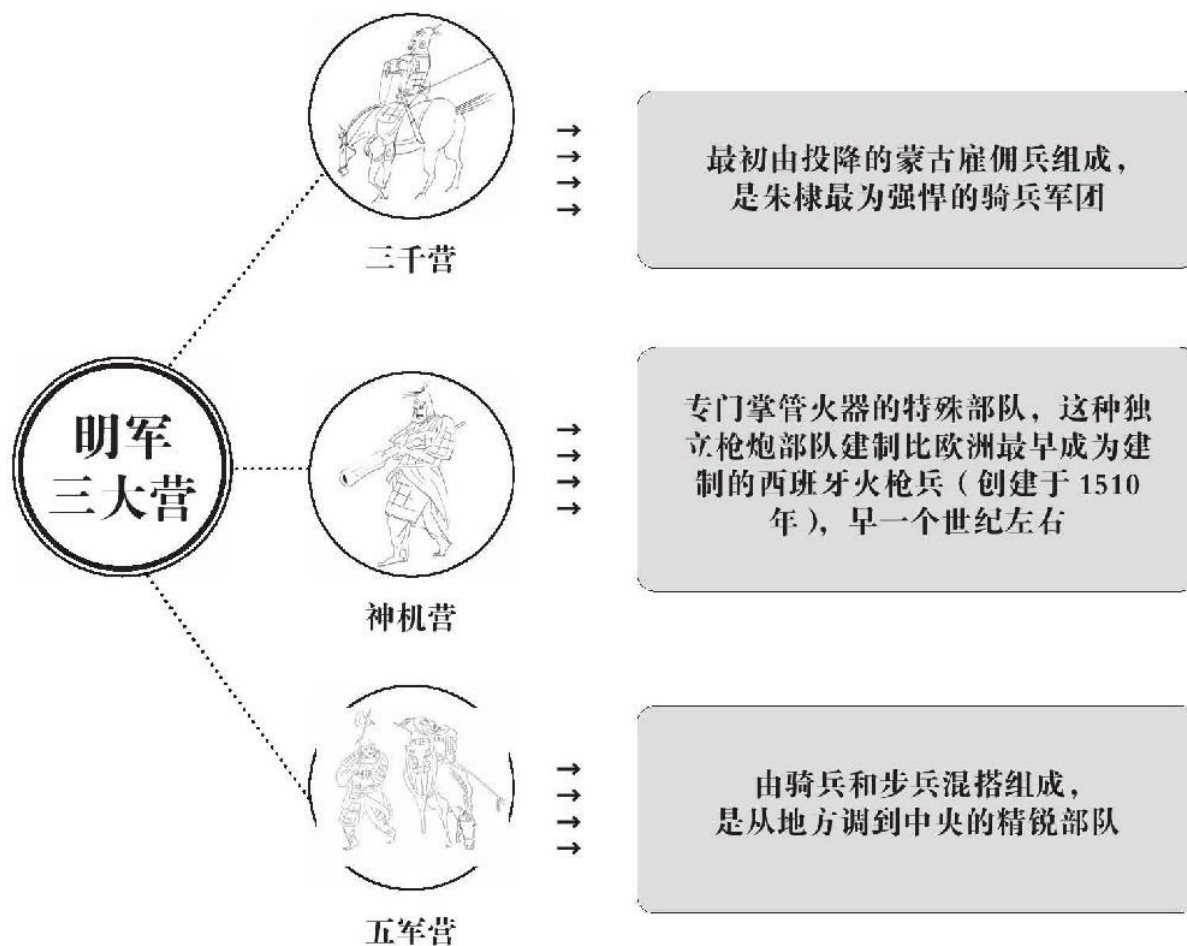 明军
三大营
三千营
最初由投降的蒙古雇佣兵组成，
是朱棣最为强悍的骑兵军团
神机营
专门掌管火器的特殊部队，这种独
立枪炮部队建制比欧洲最早成为建
制的西班牙火枪兵（创建于 1510
年），早一个世纪左右
五军营
由骑兵和步兵混搭组成，
是从地方调到中央的精锐部队